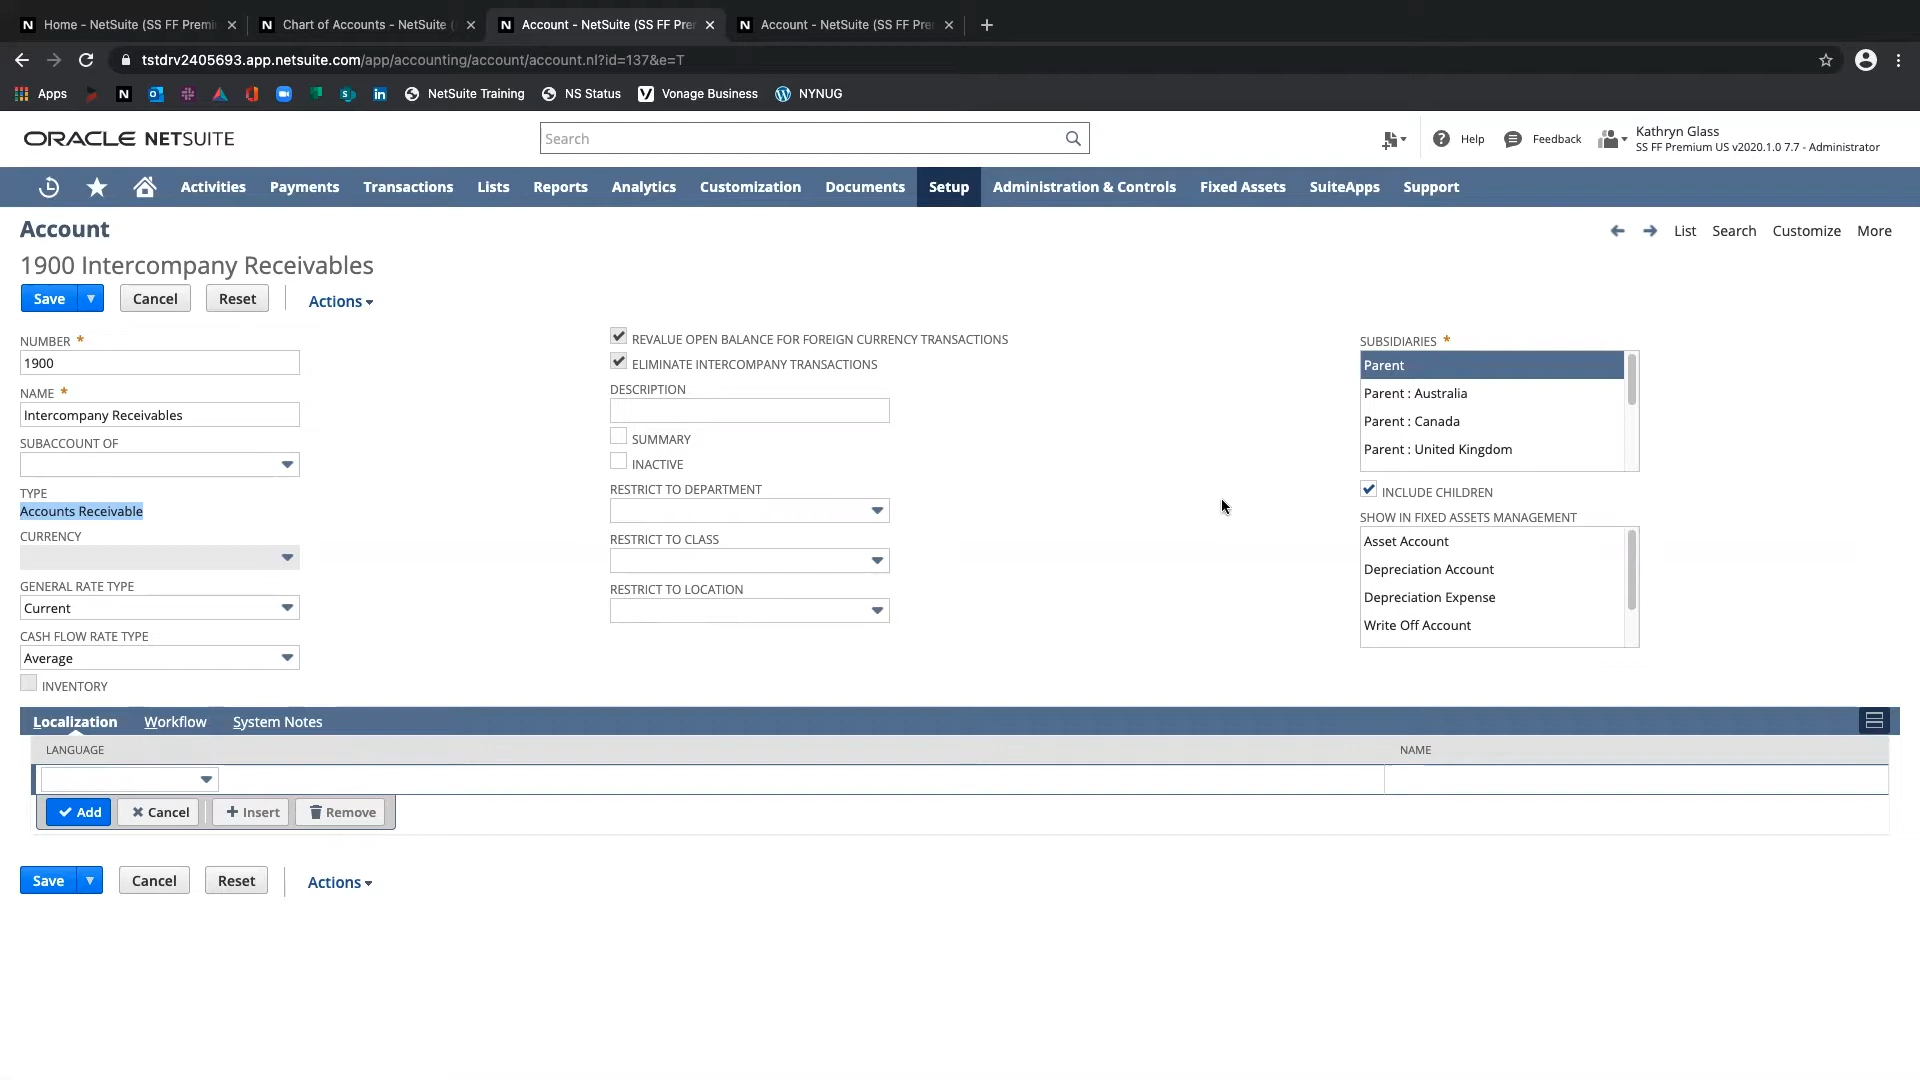 Home - NetSuite (SS FF Premi
Chart of Accounts - NetSuite (
Account - NetSuite (SS FF Pre
Account - NetSuite (SS FF Pre
tstdrv2405693.app.netsuite.com/app/accounting/account/account.nl?id=137&e=T
Apps
NetSuite Training
NS Status
Vonage Business
NYNUG
ORACLE NETSUITE
Search
Help
Feedback
Kathryn Glass
SS FF Premium US v2020.1.0 7.7 - Administrator
Activities Payments Transactions Lists Reports Analytics Customization Documents Setup Administration & Controls Fixed Assets SuiteApps Support
Account
List Search Customize More
1900 Intercompany Receivables
Save Cancel Reset Actions
NUMBER *
1900
NAME *
Intercompany Receivables
SUBACCOUNT OF
TYPE
Accounts Receivable
CURRENCY
GENERAL RATE TYPE
Current
CASH FLOW RATE TYPE
Average
INVENTORY
REVALUE OPEN BALANCE FOR FOREIGN CURRENCY TRANSACTIONS
ELIMINATE INTERCOMPANY TRANSACTIONS
DESCRIPTION
SUMMARY
INACTIVE
RESTRICT TO DEPARTMENT
RESTRICT TO CLASS
RESTRICT TO LOCATION
SUBSIDIARIES *
Parent
Parent : Australia
Parent : Canada
Parent : United Kingdom
INCLUDE CHILDREN
SHOW IN FIXED ASSETS MANAGEMENT
Asset Account
Depreciation Account
Depreciation Expense
Write Off Account
Localization Workflow System Notes
LANGUAGE NAME
Add Cancel Insert Remove
Save Cancel Reset Actions